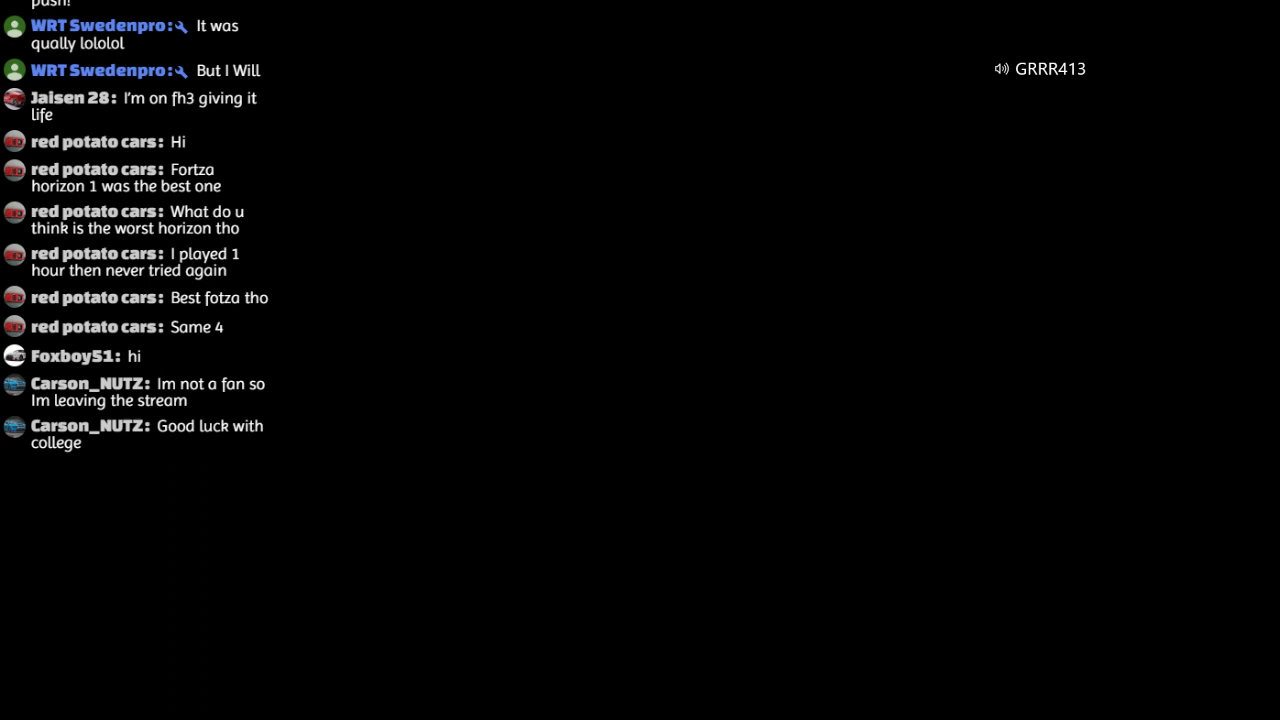 push!
WRT Swedenpro: It was
qually lololol
WRT Swedenpro: But I Will
GRRR413
Jaisen 28: I'm on fh3 giving it
life
red potato cars: Hi
red potato cars: Fortza
horizon 1 was the best one
red potato cars: What do u
think is the worst horizon tho
red potato cars: I played 1
hour then never tried again
red potato cars: Best fotza tho
red potato cars: Same 4
Foxboy51: hi
Carson_NUTZ: Im not a fan so
Im leaving the stream
Carson_NUTZ: Good luck with
college